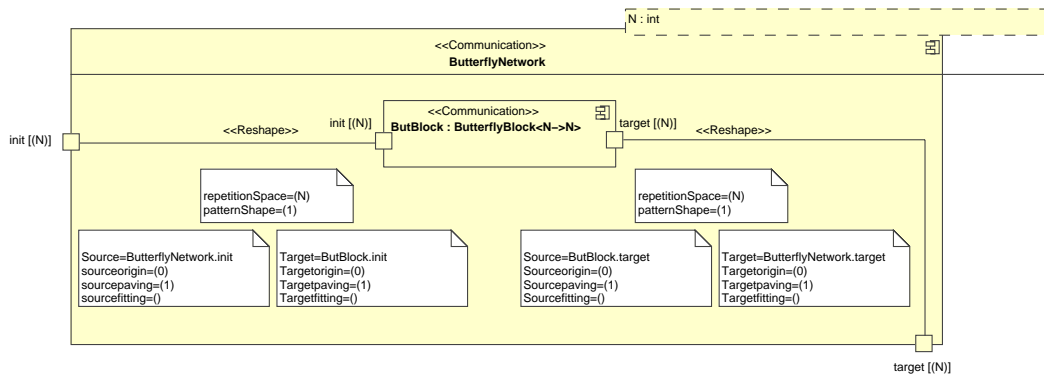 N : int
<<Communication>>
ButterflyNetwork
<<Communication>>
ButBlock : ButterflyBlock<N−>N>
init [(N)]
<<Reshape>>
init [(N)]
target [(N)]
<<Reshape>>
repetitionSpace=(N)
patternShape=(1)
repetitionSpace=(N)
patternShape=(1)
Source=ButterflyNetwork.init
sourceorigin=(0)
sourcepaving=(1)
sourcefitting=()
Target=ButBlock.init
Targetorigin=(0)
Targetpaving=(1)
Targetfitting=()
Source=ButBlock.target
Sourceorigin=(0)
Sourcepaving=(1)
Sourcefitting=()
Target=ButterflyNetwork.target
Targetorigin=(0)
Targetpaving=(1)
Targetfitting=()
target [(N)]